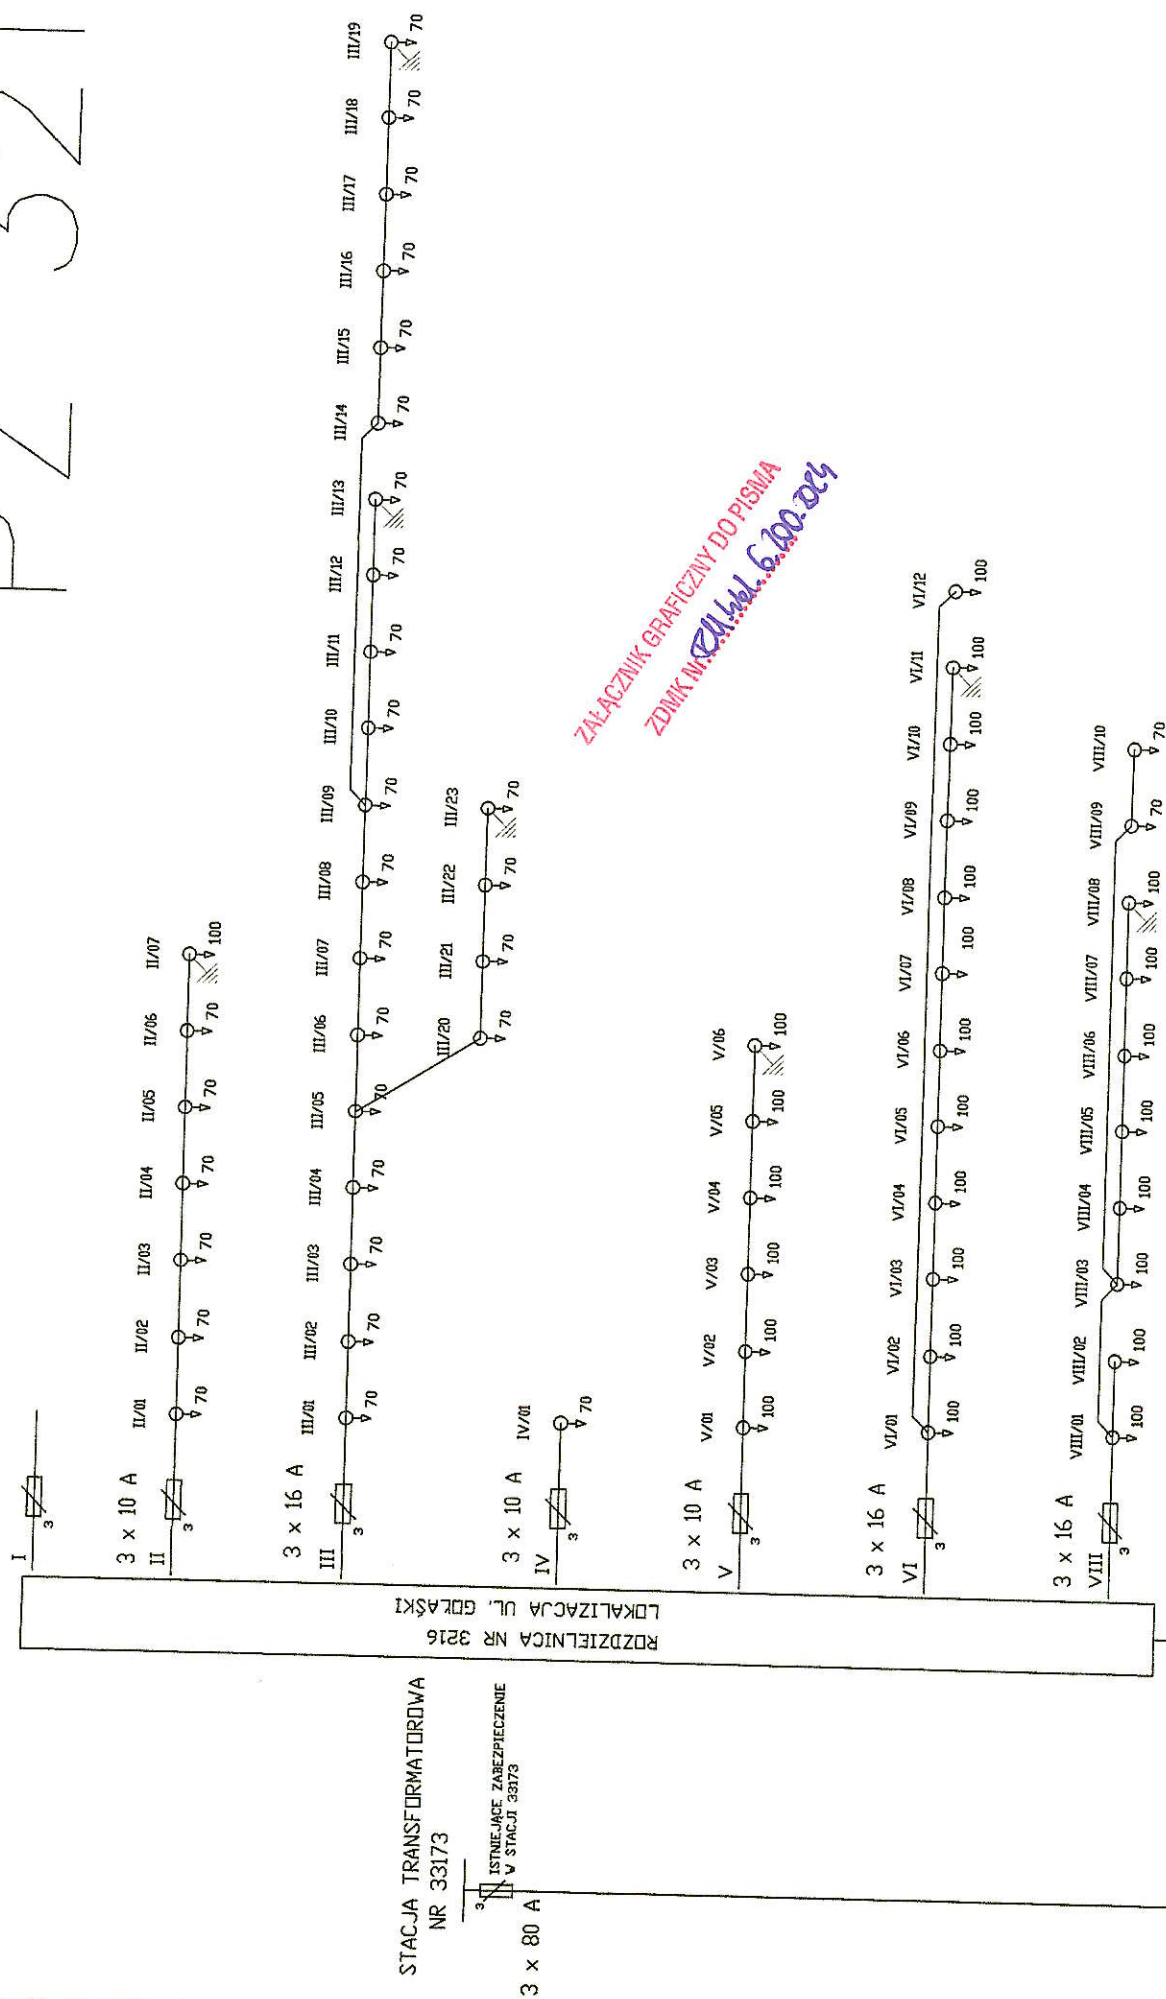 STACJA TRANSFORMATOROWA
NR 33173
3
ISTNIEJĄCE ZABEZPIECZENIE
W STACJI 33173
3 x 80 A
ROZDZIELNICA NR 3216
LOKALIZACJA UL. GOŁAŚKI
I
3
3 x 10 A
II
3
II/01 II/02 II/03 II/04 II/05 II/06 II/07
70 70 70 70 70 70 100
3 x 16 A
III
3
III/01 III/02 III/03 III/04 III/05 III/06 III/07 III/08 III/09 III/10 III/11 III/12 III/13 III/14 III/15 III/16 III/17 III/18 III/19
70 70 70 70 70 70 70 70 70 70 70 70 70 70 70 70 70 70 70
III/20 III/21 III/22 III/23
70 70 70 70
3 x 10 A
IV
3
IV/01
70
ZAŁĄCZNIK GRAFICZNY DO PISMA
ZDMK Nr
3 x 10 A
V
3
V/01 V/02 V/03 V/04 V/05 V/06
100 100 100 100 100 100
3 x 16 A
VI
3
VI/01 VI/02 VI/03 VI/04 VI/05 VI/06 VI/07 VI/08 VI/09 VI/10 VI/11 VI/12
100 100 100 100 100 100 100 100 100 100 100 100
3 x 16 A
VIII
3
VIII/01 VIII/02 VIII/03 VIII/04 VIII/05 VIII/06 VIII/07 VIII/08 VIII/09 VIII/10
100 100 100 100 100 100 100 100 70 70